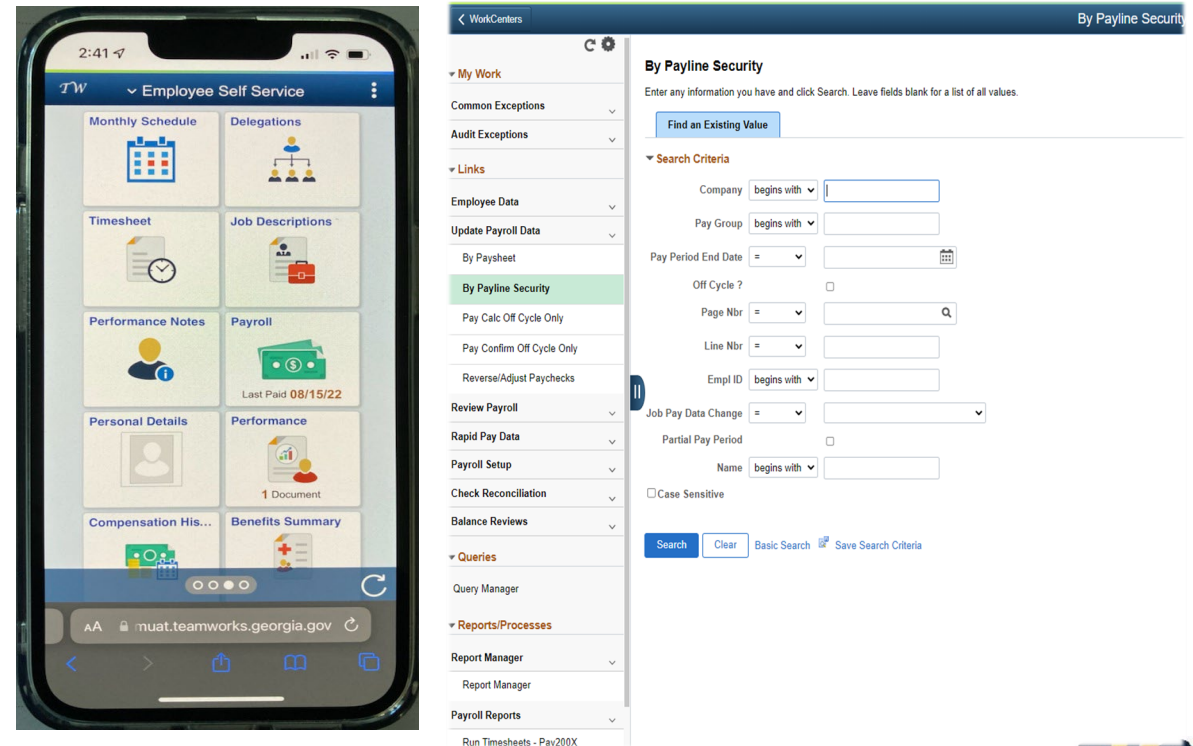 2:41
TW
Employee Self Service
Monthly Schedule
Delegations
Timesheet
Job Descriptions
Performance Notes
Payroll
Last Paid 08/15/22
Personal Details
Performance
1 Document
Compensation His...
Benefits Summary
AA
muat.teamworks.georgia.gov
WorkCenters
By Payline Security
My Work
Common Exceptions
Audit Exceptions
Links
Employee Data
Update Payroll Data
By Paysheet
By Payline Security
Pay Calc Off Cycle Only
Pay Confirm Off Cycle Only
Reverse/Adjust Paychecks
Review Payroll
Rapid Pay Data
Payroll Setup
Check Reconciliation
Balance Reviews
Queries
Query Manager
Reports/Processes
Report Manager
Report Manager
Payroll Reports
Run Timesheets - Pay200X
By Payline Security
Enter any information you have and click Search. Leave fields blank for a list of all values.
Find an Existing Value
Search Criteria
Company begins with
Pay Group begins with
Pay Period End Date =
Off Cycle ?
Page Nbr =
Line Nbr =
Empl ID begins with
Job Pay Data Change =
Partial Pay Period
Name begins with
Case Sensitive
Search Clear Basic Search Save Search Criteria